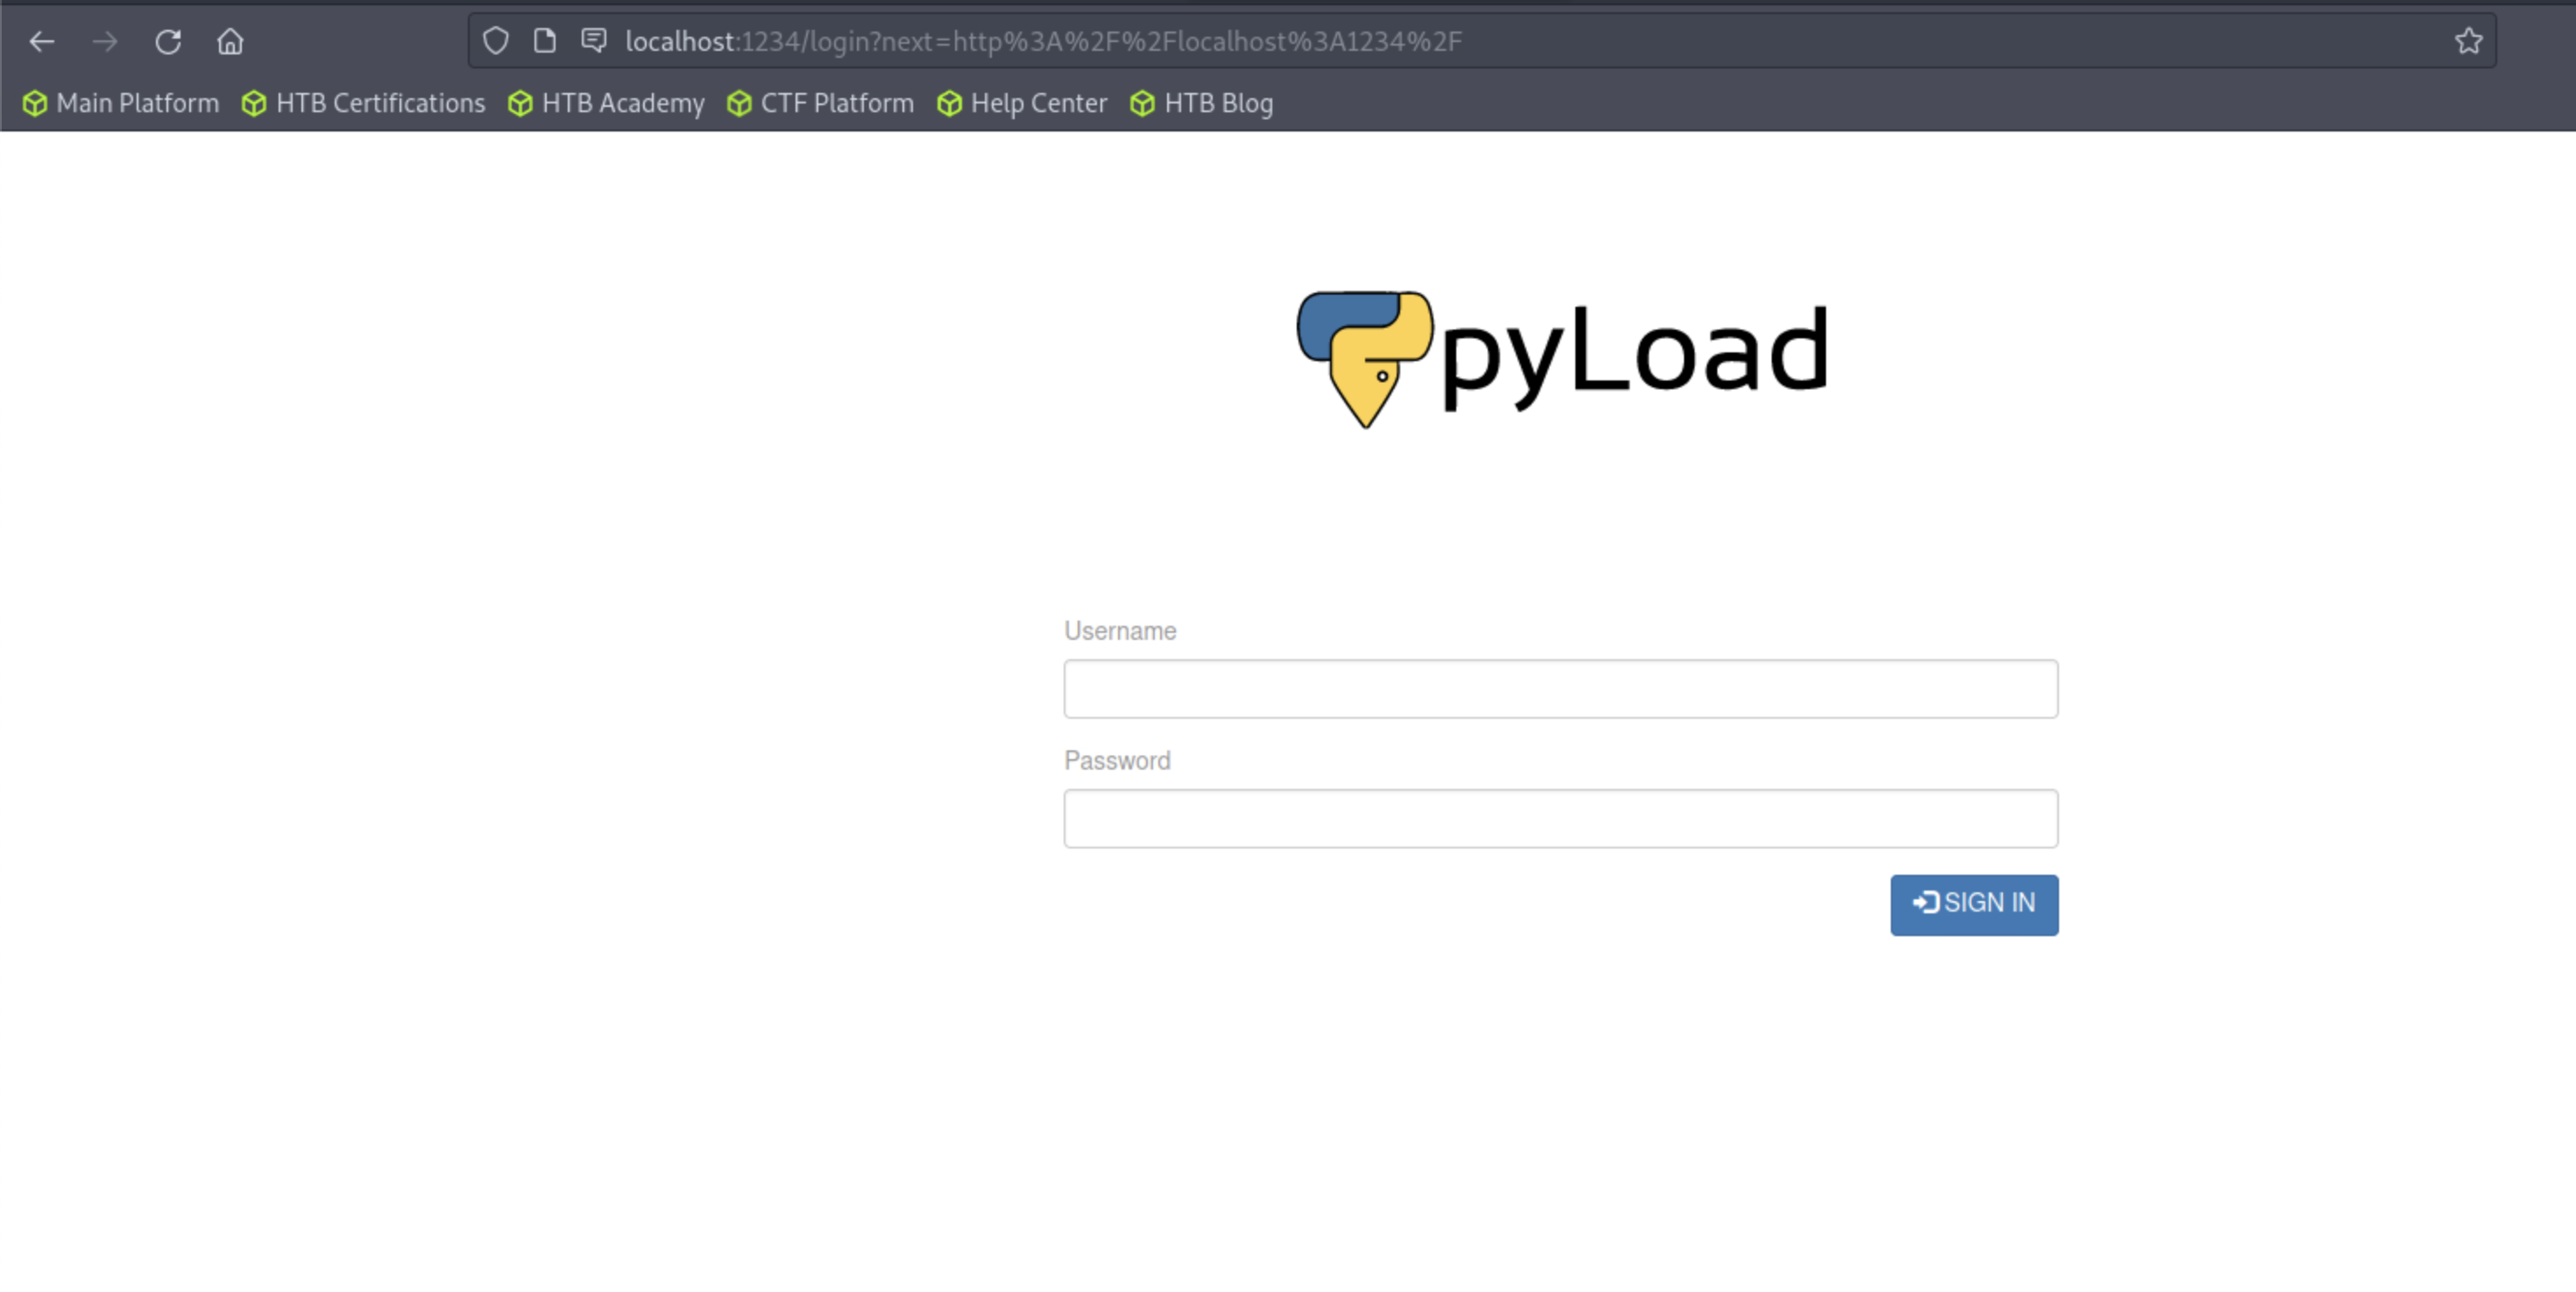 localhost:1234/login?next=http%3A%2F%2Flocalhost%3A1234%2F
Main Platform HTB Certifications HTB Academy CTF Platform Help Center HTB Blog
pyLoad
Username
Password
SIGN IN